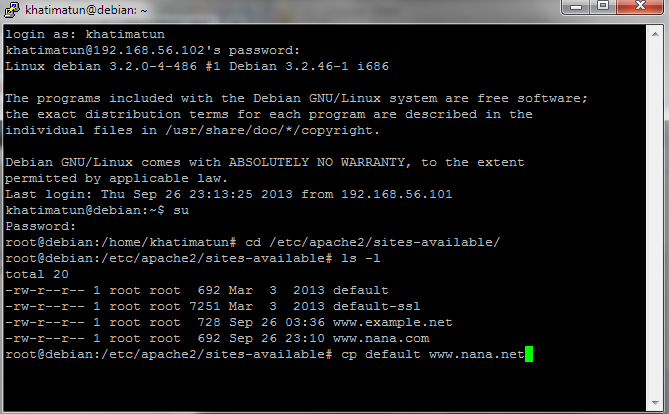 khatimatun@debian: ~
login as: khatimatun
khatimatun@192.168.56.102's password:
Linux debian 3.2.0-4-486 #1 Debian 3.2.46-1 i686

The programs included with the Debian GNU/Linux system are free software;
the exact distribution terms for each program are described in the
individual files in /usr/share/doc/*/copyright.

Debian GNU/Linux comes with ABSOLUTELY NO WARRANTY, to the extent
permitted by applicable law.
Last login: Thu Sep 26 23:13:25 2013 from 192.168.56.101
khatimatun@debian:~$ su
Password:
root@debian:/home/khatimatun# cd /etc/apache2/sites-available/
root@debian:/etc/apache2/sites-available# ls -l
total 20
-rw-r--r-- 1 root root  692 Mar  3  2013 default
-rw-r--r-- 1 root root 7251 Mar  3  2013 default-ssl
-rw-r--r-- 1 root root  728 Sep 26 03:36 www.example.net
-rw-r--r-- 1 root root  692 Sep 26 23:10 www.nana.com
root@debian:/etc/apache2/sites-available# cp default www.nana.net